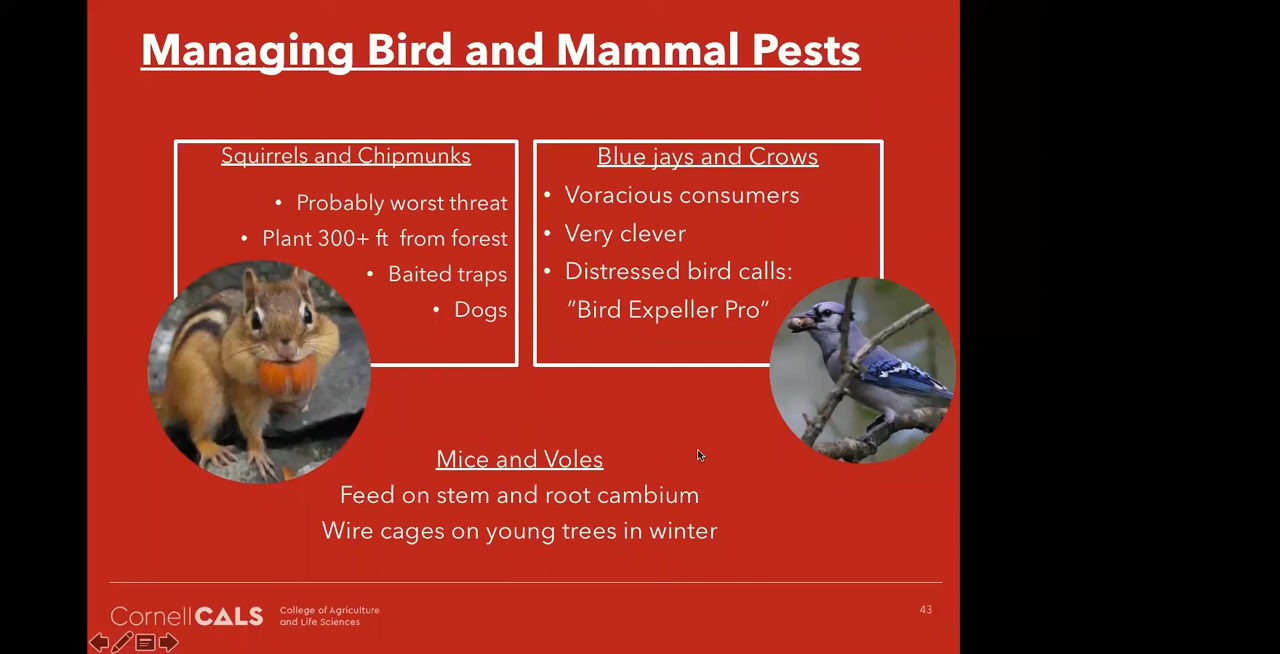 Managing Bird and Mammal Pests
Squirrels and Chipmunks
• Probably worst threat
• Plant 300+ ft from forest
• Baited traps
• Dogs
Blue jays and Crows
• Voracious consumers
• Very clever
• Distressed bird calls:
"Bird Expeller Pro"
Mice and Voles
Feed on stem and root cambium
Wire cages on young trees in winter
CornellCALS
College of Agriculture
and Life Sciences
43